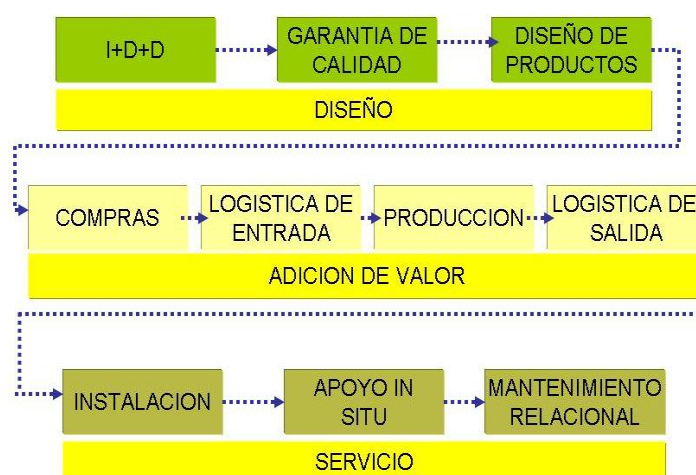 I+D+D
GARANTIA DE
CALIDAD
DISEÑO DE
PRODUCTOS
DISEÑO
COMPRAS
LOGISTICA DE
ENTRADA
PRODUCCION
LOGISTICA DE
SALIDA
ADICION DE VALOR
INSTALACION
APOYO IN
SITU
MANTENIMIENTO
RELACIONAL
SERVICIO